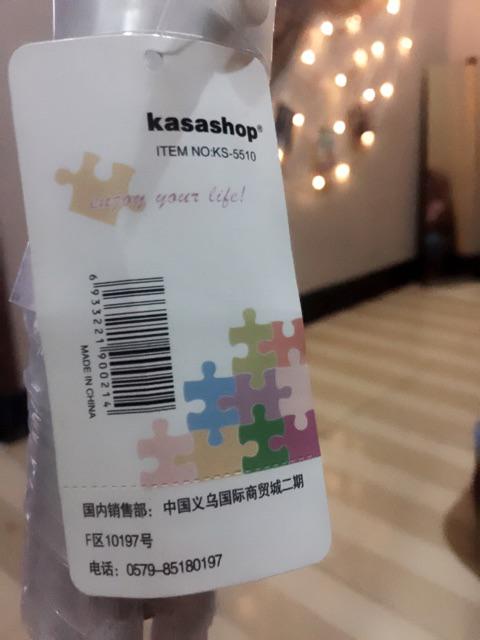 kasashop®
ITEM NO:KS-5510
enjoy your life!
6933221900214
MADE IN CHINA
国内销售部：中国义乌国际商贸城二期
F区10197号
电话：0579-85180197